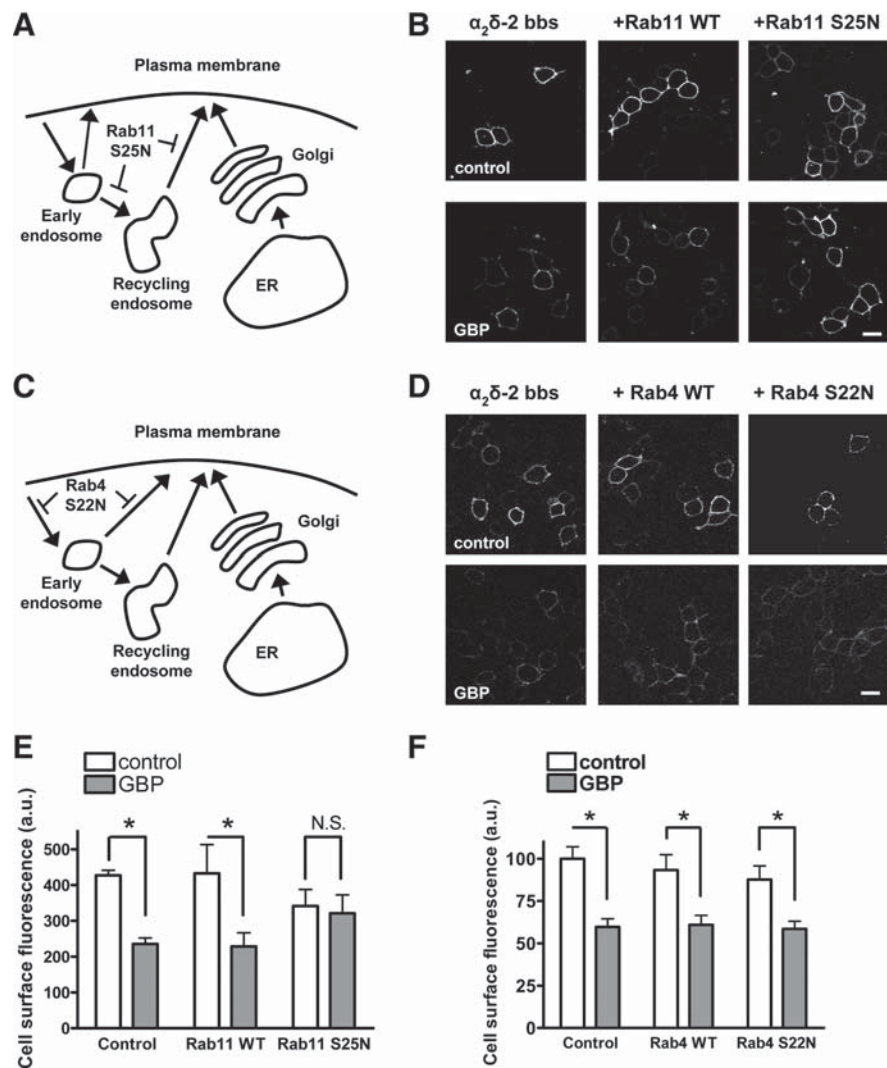 A
Plasma membrane
Rab11
S25N
Golgi
Early
endosome
Recycling
endosome
ER
B
α₂δ-2 bbs
+Rab11 WT
+Rab11 S25N
control
GBP
C
Plasma membrane
Rab4
S22N
Golgi
Early
endosome
Recycling
endosome
ER
D
α₂δ-2 bbs
+ Rab4 WT
+ Rab4 S22N
control
GBP
E
control
GBP
Cell surface fluorescence (a.u.)
500
400
300
200
100
0
*
*
N.S.
Control
Rab11 WT
Rab11 S25N
F
control
GBP
Cell surface fluorescence (a.u.)
100
75
50
25
0
*
*
*
Control
Rab4 WT
Rab4 S22N